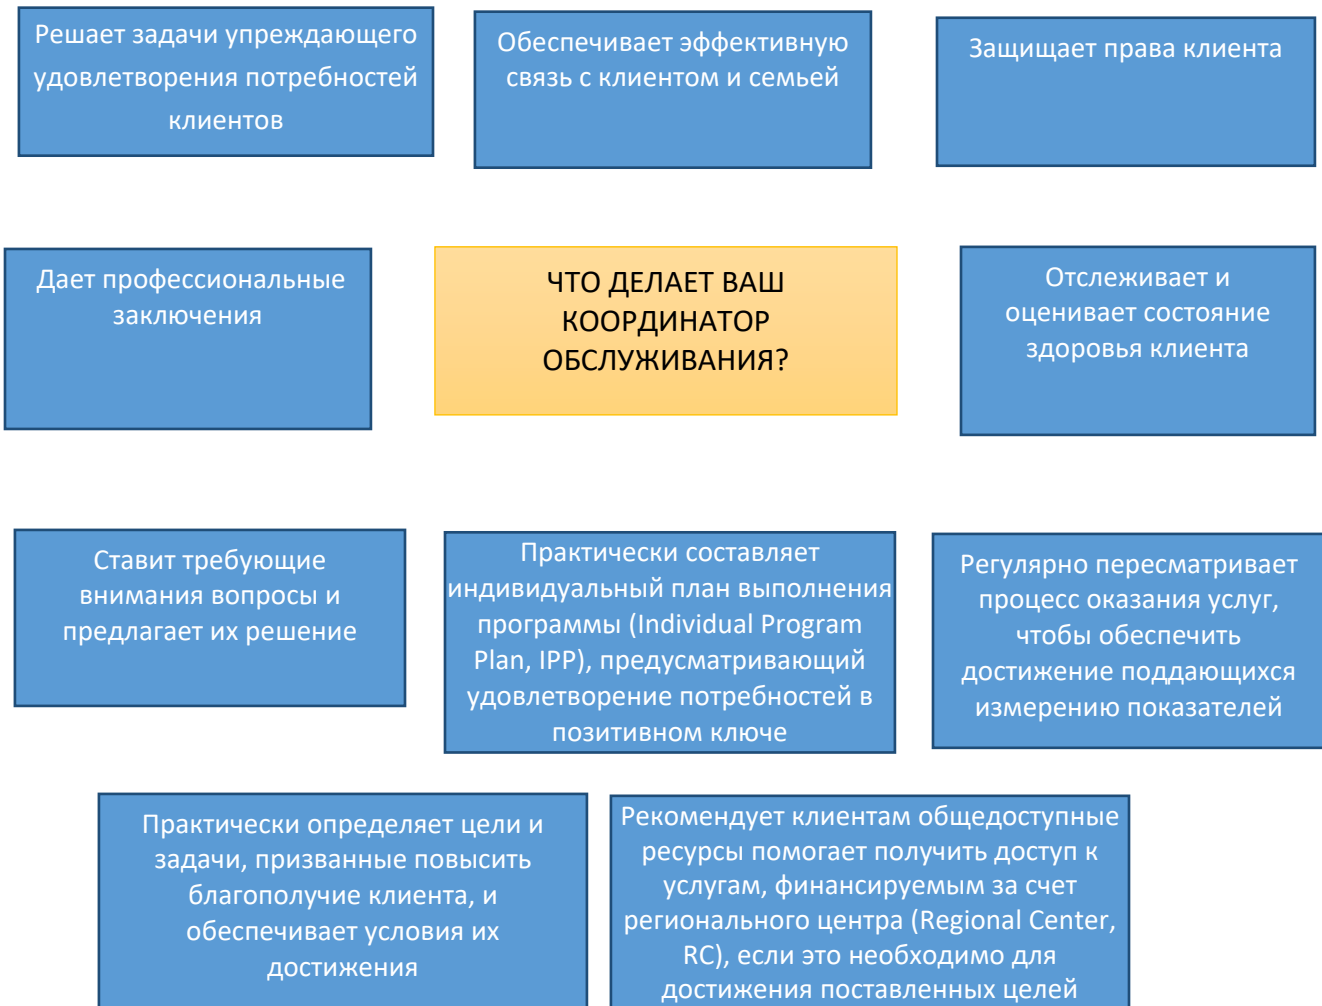 Решает задачи упреждающего
удовлетворения потребностей
клиентов
Обеспечивает эффективную
связь с клиентом и семьей
Защищает права клиента
Дает профессиональные
заключения
ЧТО ДЕЛАЕТ ВАШ
КООРДИНАТОР
ОБСЛУЖИВАНИЯ?
Отслеживает и
оценивает состояние
здоровья клиента
Ставит требующие
внимания вопросы и
предлагает их решение
Практически составляет
индивидуальный план выполнения
программы (Individual Program
Plan, IPP), предусматривающий
удовлетворение потребностей в
позитивном ключе
Регулярно пересматривает
процесс оказания услуг,
чтобы обеспечить
достижение поддающихся
измерению показателей
Практически определяет цели и
задачи, призванные повысить
благополучие клиента, и
обеспечивает условия их
достижения
Рекомендует клиентам общедоступные
ресурсы помогает получить доступ к
услугам, финансируемым за счет
регионального центра (Regional Center,
RC), если это необходимо для
достижения поставленных целей